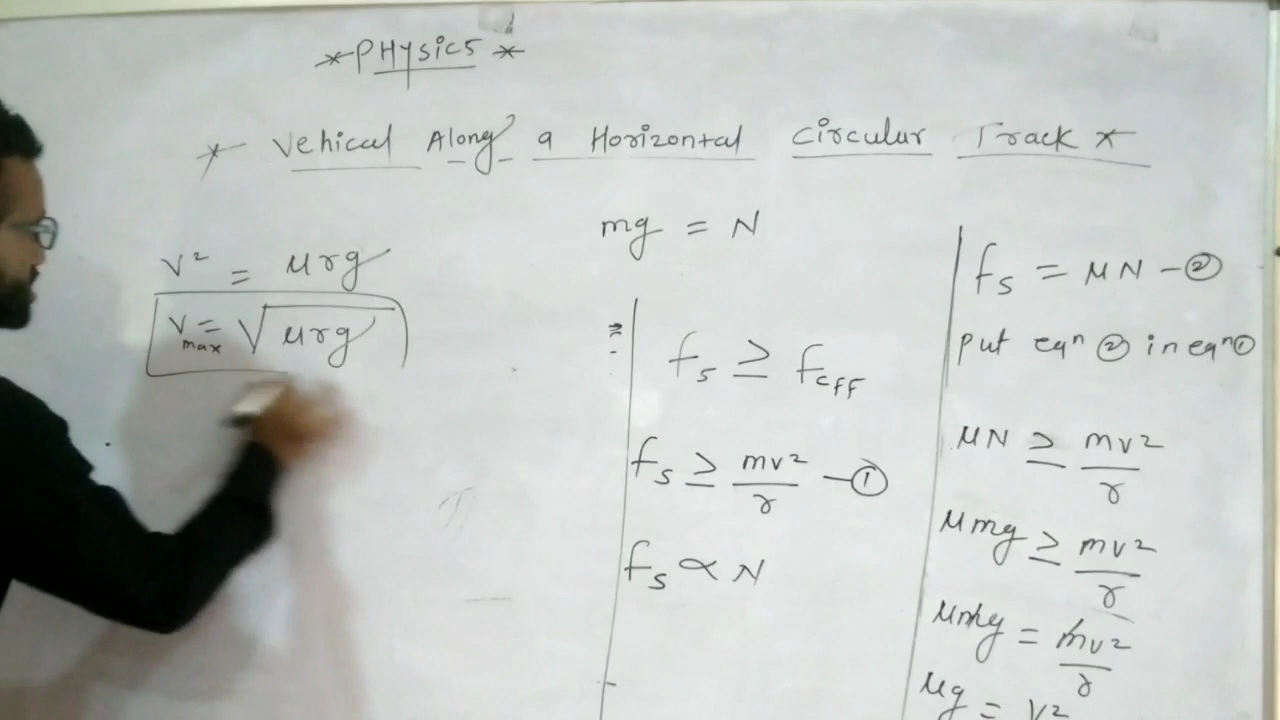 *PHYSICS*
* Vehical Along a Horizontal Circular Track *
mg = N
fs ≥ fcff
fs ≥ mv²/r - ①
fs ∝ N
fs = μN - ②
put eqⁿ ② in eqⁿ ①
μN ≥ mv²/r
μmg ≥ mv²/r
μmg = mv²/r
μg = v²
v² = μrg
vmax = √μrg